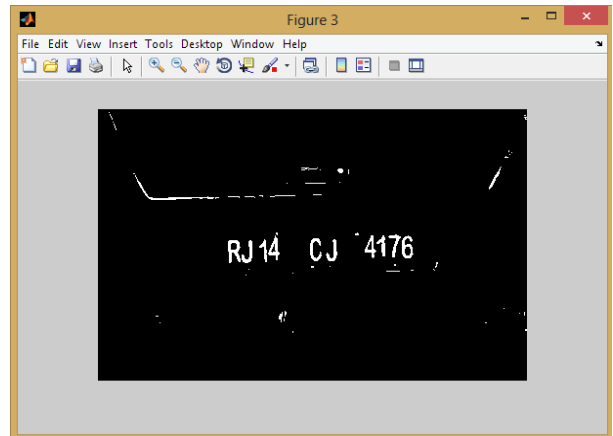 Figure 3
File Edit View Insert Tools Desktop Window Help
RJ14 CJ 4176